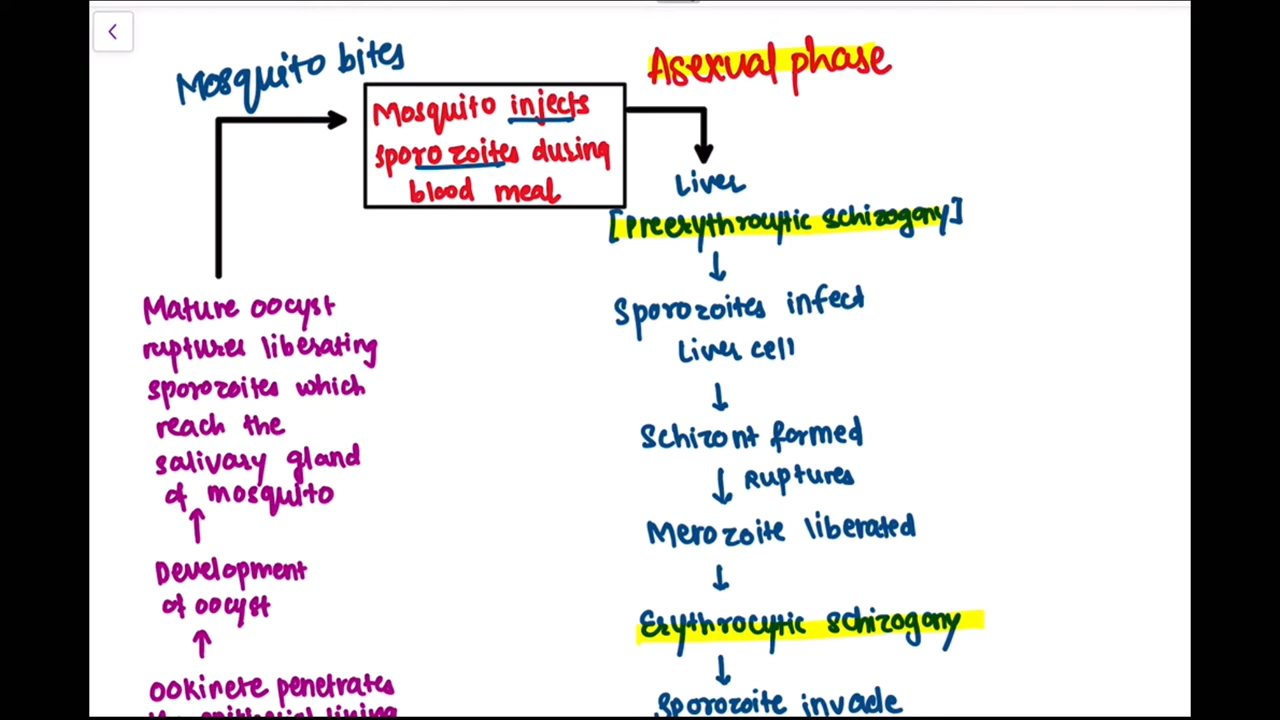 Mosquito bites
Mosquito injects
sporozoites during
blood meal
Asexual phase
Liver
[Preerythrocytic schizogony]
Sporozoites infect
Liver cell
Schizont formed
Ruptures
Merozoite liberated
Erythrocytic schizogony
Sporozoite invade
Mature oocyst
ruptures liberating
sporozoites which
reach the
salivary gland
of mosquito
Development
of oocyst
ookinete penetrates
epithelial lining